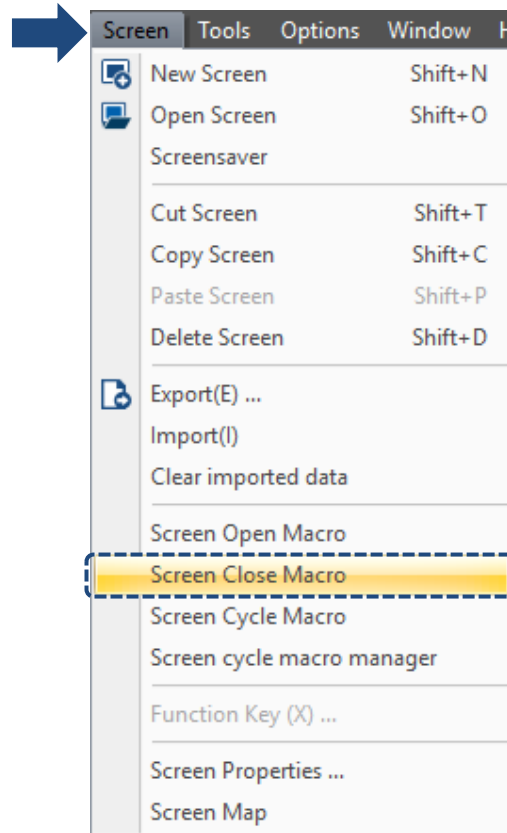 Screen Tools Options Window H
New Screen Shift+N
Open Screen Shift+O
Screensaver
Cut Screen Shift+T
Copy Screen Shift+C
Paste Screen Shift+P
Delete Screen Shift+D
Export(E) ...
Import(I)
Clear imported data
Screen Open Macro
Screen Close Macro
Screen Cycle Macro
Screen cycle macro manager
Function Key (X) ...
Screen Properties ...
Screen Map